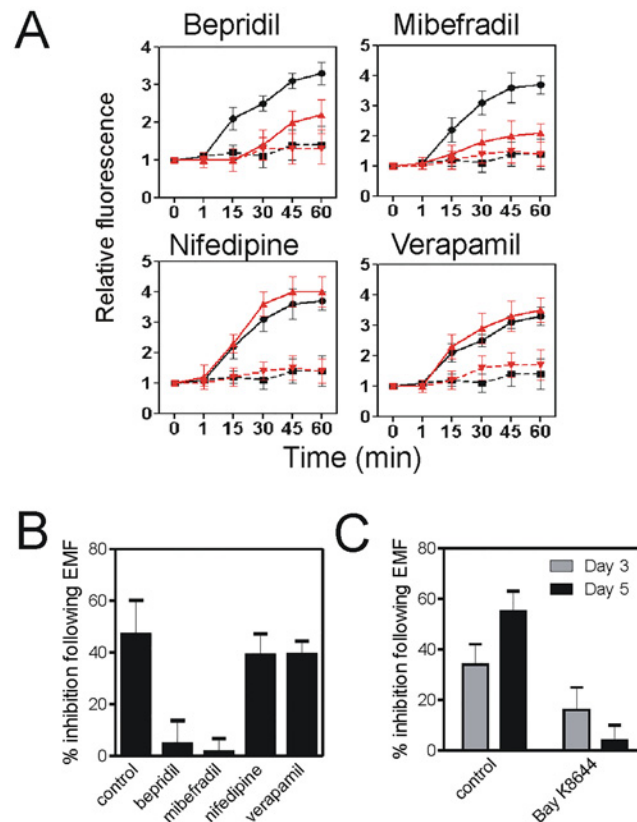 A
Bepridil
Mibefradil
Relative fluorescence
4
3
2
1
0
0 1 15 30 45 60
5
4
3
2
1
0
0 1 15 30 45 60
Nifedipine
Verapamil
5
4
3
2
1
0
0 1 15 30 45 60
5
4
3
2
1
0
0 1 15 30 45 60
Time (min)
B
% inhibition following EMF
80
60
40
20
0
control
bepridil
mibefradil
nifedipine
verapamil
C
% inhibition following EMF
80
60
40
20
0
Day 3
Day 5
control
Bay K8644